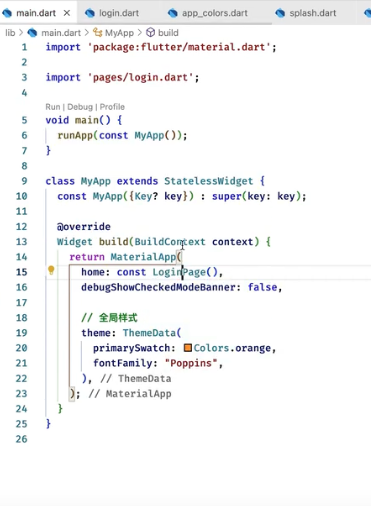 main.dart × login.dart app_colors.dart splash.dart
lib > main.dart > MyApp > build
1 import 'package:flutter/material.dart';
2
3 import 'pages/login.dart';
4
Run | Debug | Profile
5 void main() {
6 runApp(const MyApp());
7 }
8
9 class MyApp extends StatelessWidget {
10 const MyApp({Key? key}) : super(key: key);
11
12 @override
13 Widget build(BuildContext context) {
14 return MaterialApp(
15 home: const LoginPage(),
16 debugShowCheckedModeBanner: false,
17
18 // 全局样式
19 theme: ThemeData(
20 primarySwatch: Colors.orange,
21 fontFamily: "Poppins",
22 ), // ThemeData
23 ); // MaterialApp
24 }
25 }
26